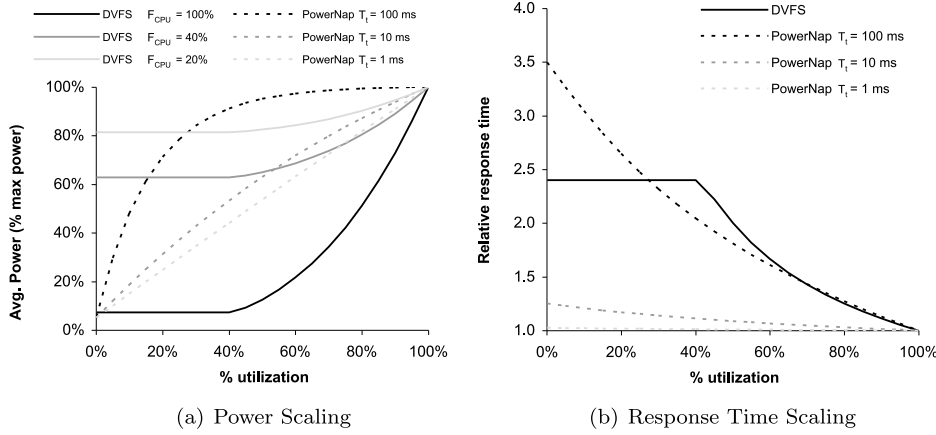 DVFS F_CPU = 100% PowerNap T_t = 100 ms
DVFS F_CPU = 40% PowerNap T_t = 10 ms
DVFS F_CPU = 20% PowerNap T_t = 1 ms
Avg. Power (% max power)
100%
80%
60%
40%
20%
0%
0% 20% 40% 60% 80% 100%
% utilization
(a) Power Scaling
DVFS
PowerNap T_t = 100 ms
PowerNap T_t = 10 ms
PowerNap T_t = 1 ms
Relative response time
4.0
3.5
3.0
2.5
2.0
1.5
1.0
0% 20% 40% 60% 80% 100%
% utilization
(b) Response Time Scaling